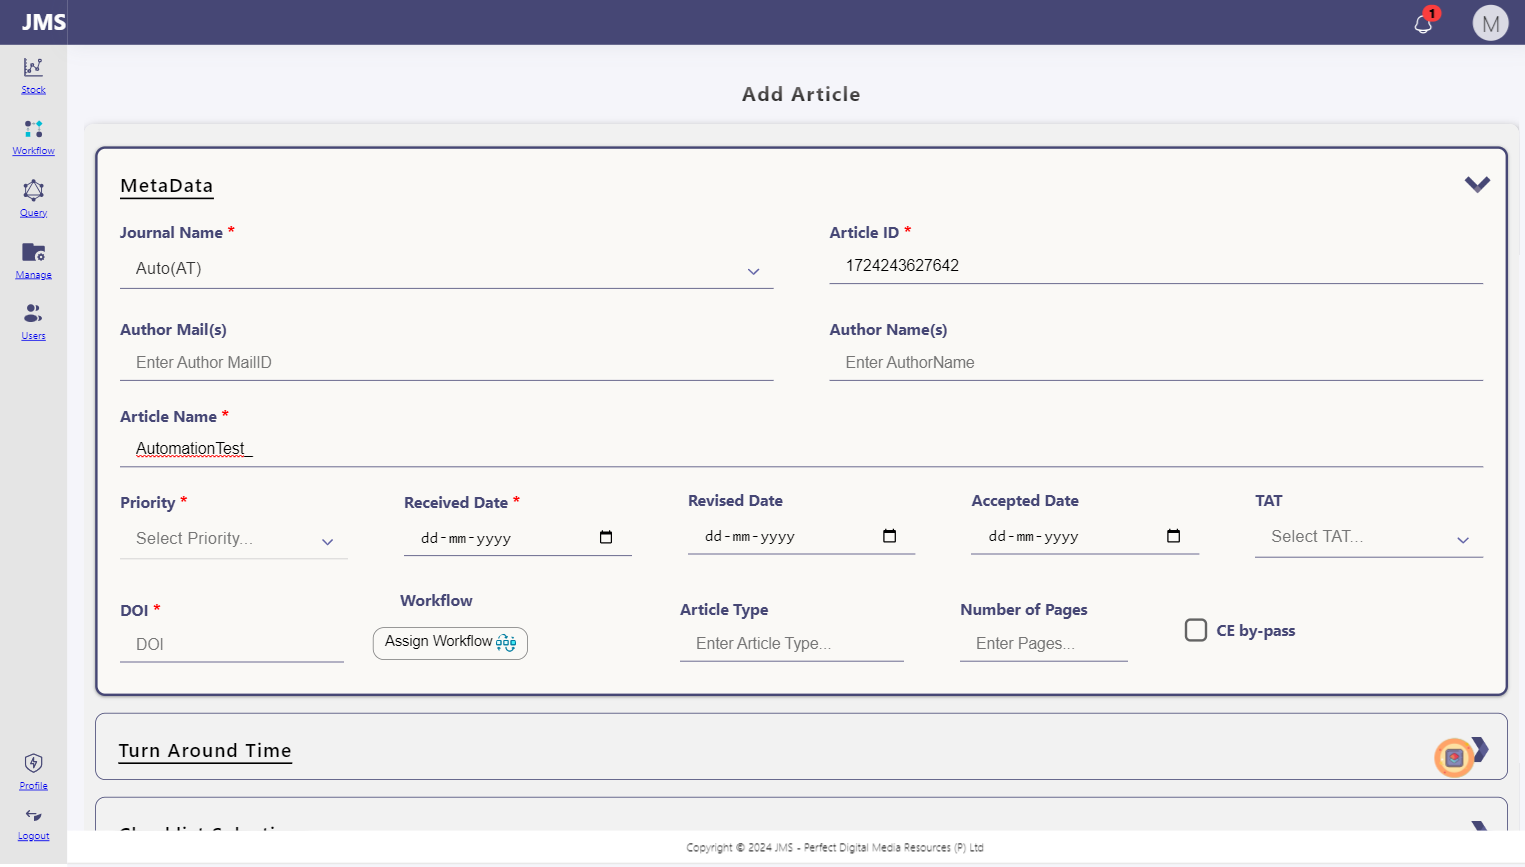 JMS
1
M
Stock
Workflow
Query
Manage
Users
Profile
Logout
Add Article
MetaData
Journal Name *
Auto(AT)
Article ID *
1724243627642
Author Mail(s)
Enter Author MailID
Author Name(s)
Enter AuthorName
Article Name *
AutomationTest_
Priority *
Select Priority...
Received Date *
dd-mm-yyyy
Revised Date
dd-mm-yyyy
Accepted Date
dd-mm-yyyy
TAT
Select TAT...
DOI *
DOI
Workflow
Assign Workflow
Article Type
Enter Article Type...
Number of Pages
Enter Pages...
CE by-pass
Turn Around Time
Copyright © 2024 JMS - Perfect Digital Media Resources (P) Ltd